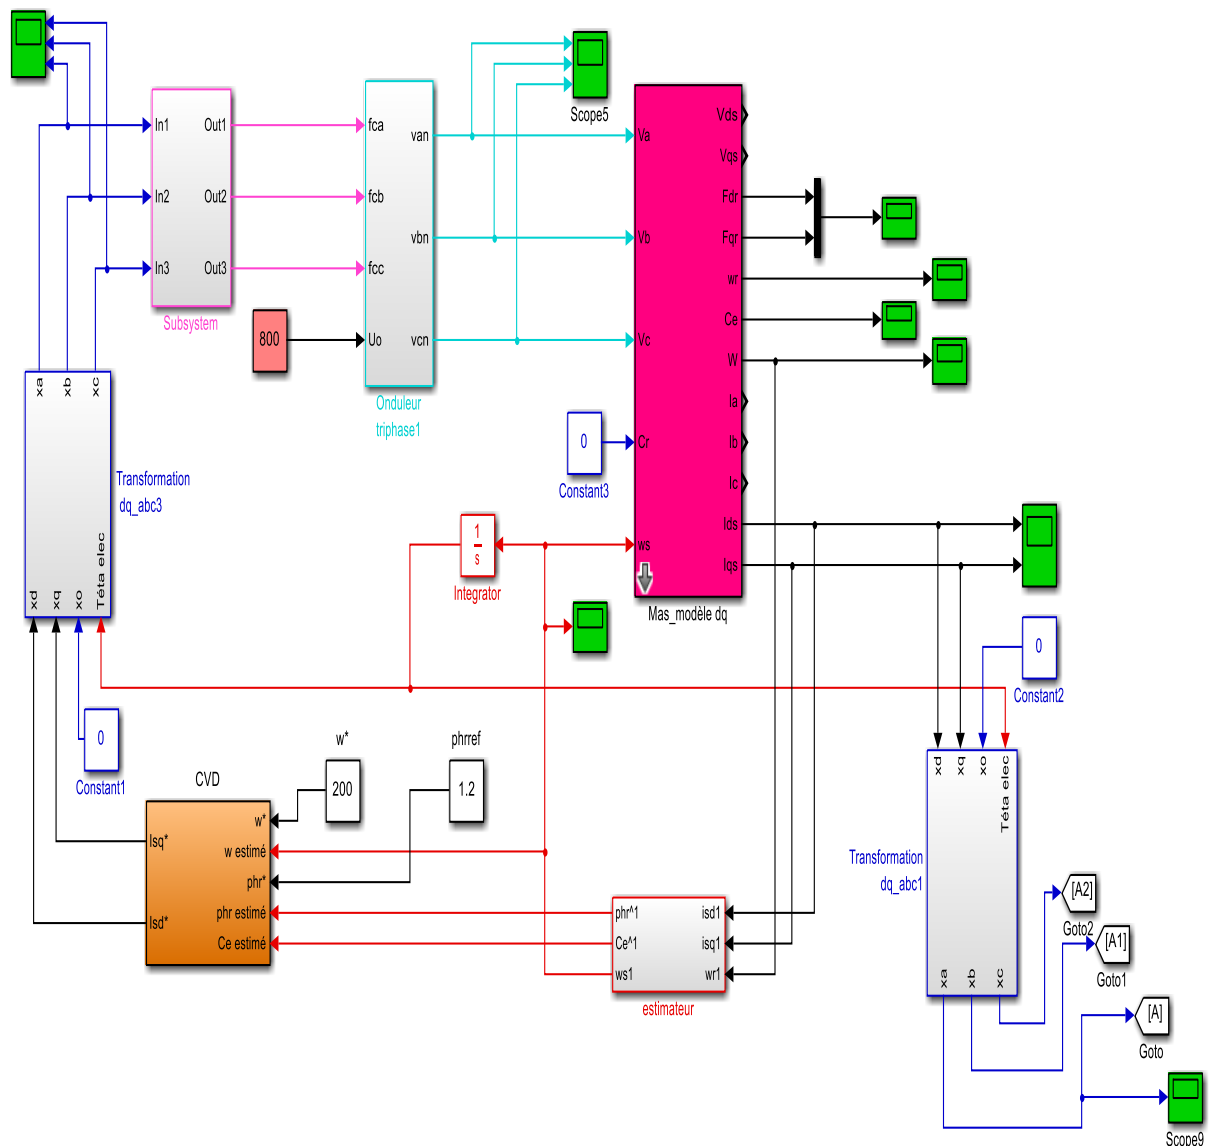 Scope5
In1
Out1
In2
Out2
In3
Out3
Subsystem
fca
van
fcb
vbn
fcc
Uo
vcn
Onduleur
triphase1
800
Va
Vds
Vqs
Fdr
Vb
Fqr
wr
Ce
Vc
W
Ia
Cr
Ib
Ic
Ids
ws
Iqs
Mas_modèle dq
0
Constant3
1
s
Integrator
xa
xb
xc
Transformation
dq_abc3
xd
xq
xo
Téta elec
0
Constant1
0
Constant2
w*
200
phrref
1.2
CVD
w*
Isq*
w estimé
phr*
phr estimé
Isd*
Ce estimé
phr^1
isd1
Ce^1
isq1
ws1
wr1
estimateur
xd
xq
xo
Téta elec
Transformation
dq_abc1
xa
xb
xc
[A2]
Goto2
[A1]
Goto1
[A]
Goto
Scope9